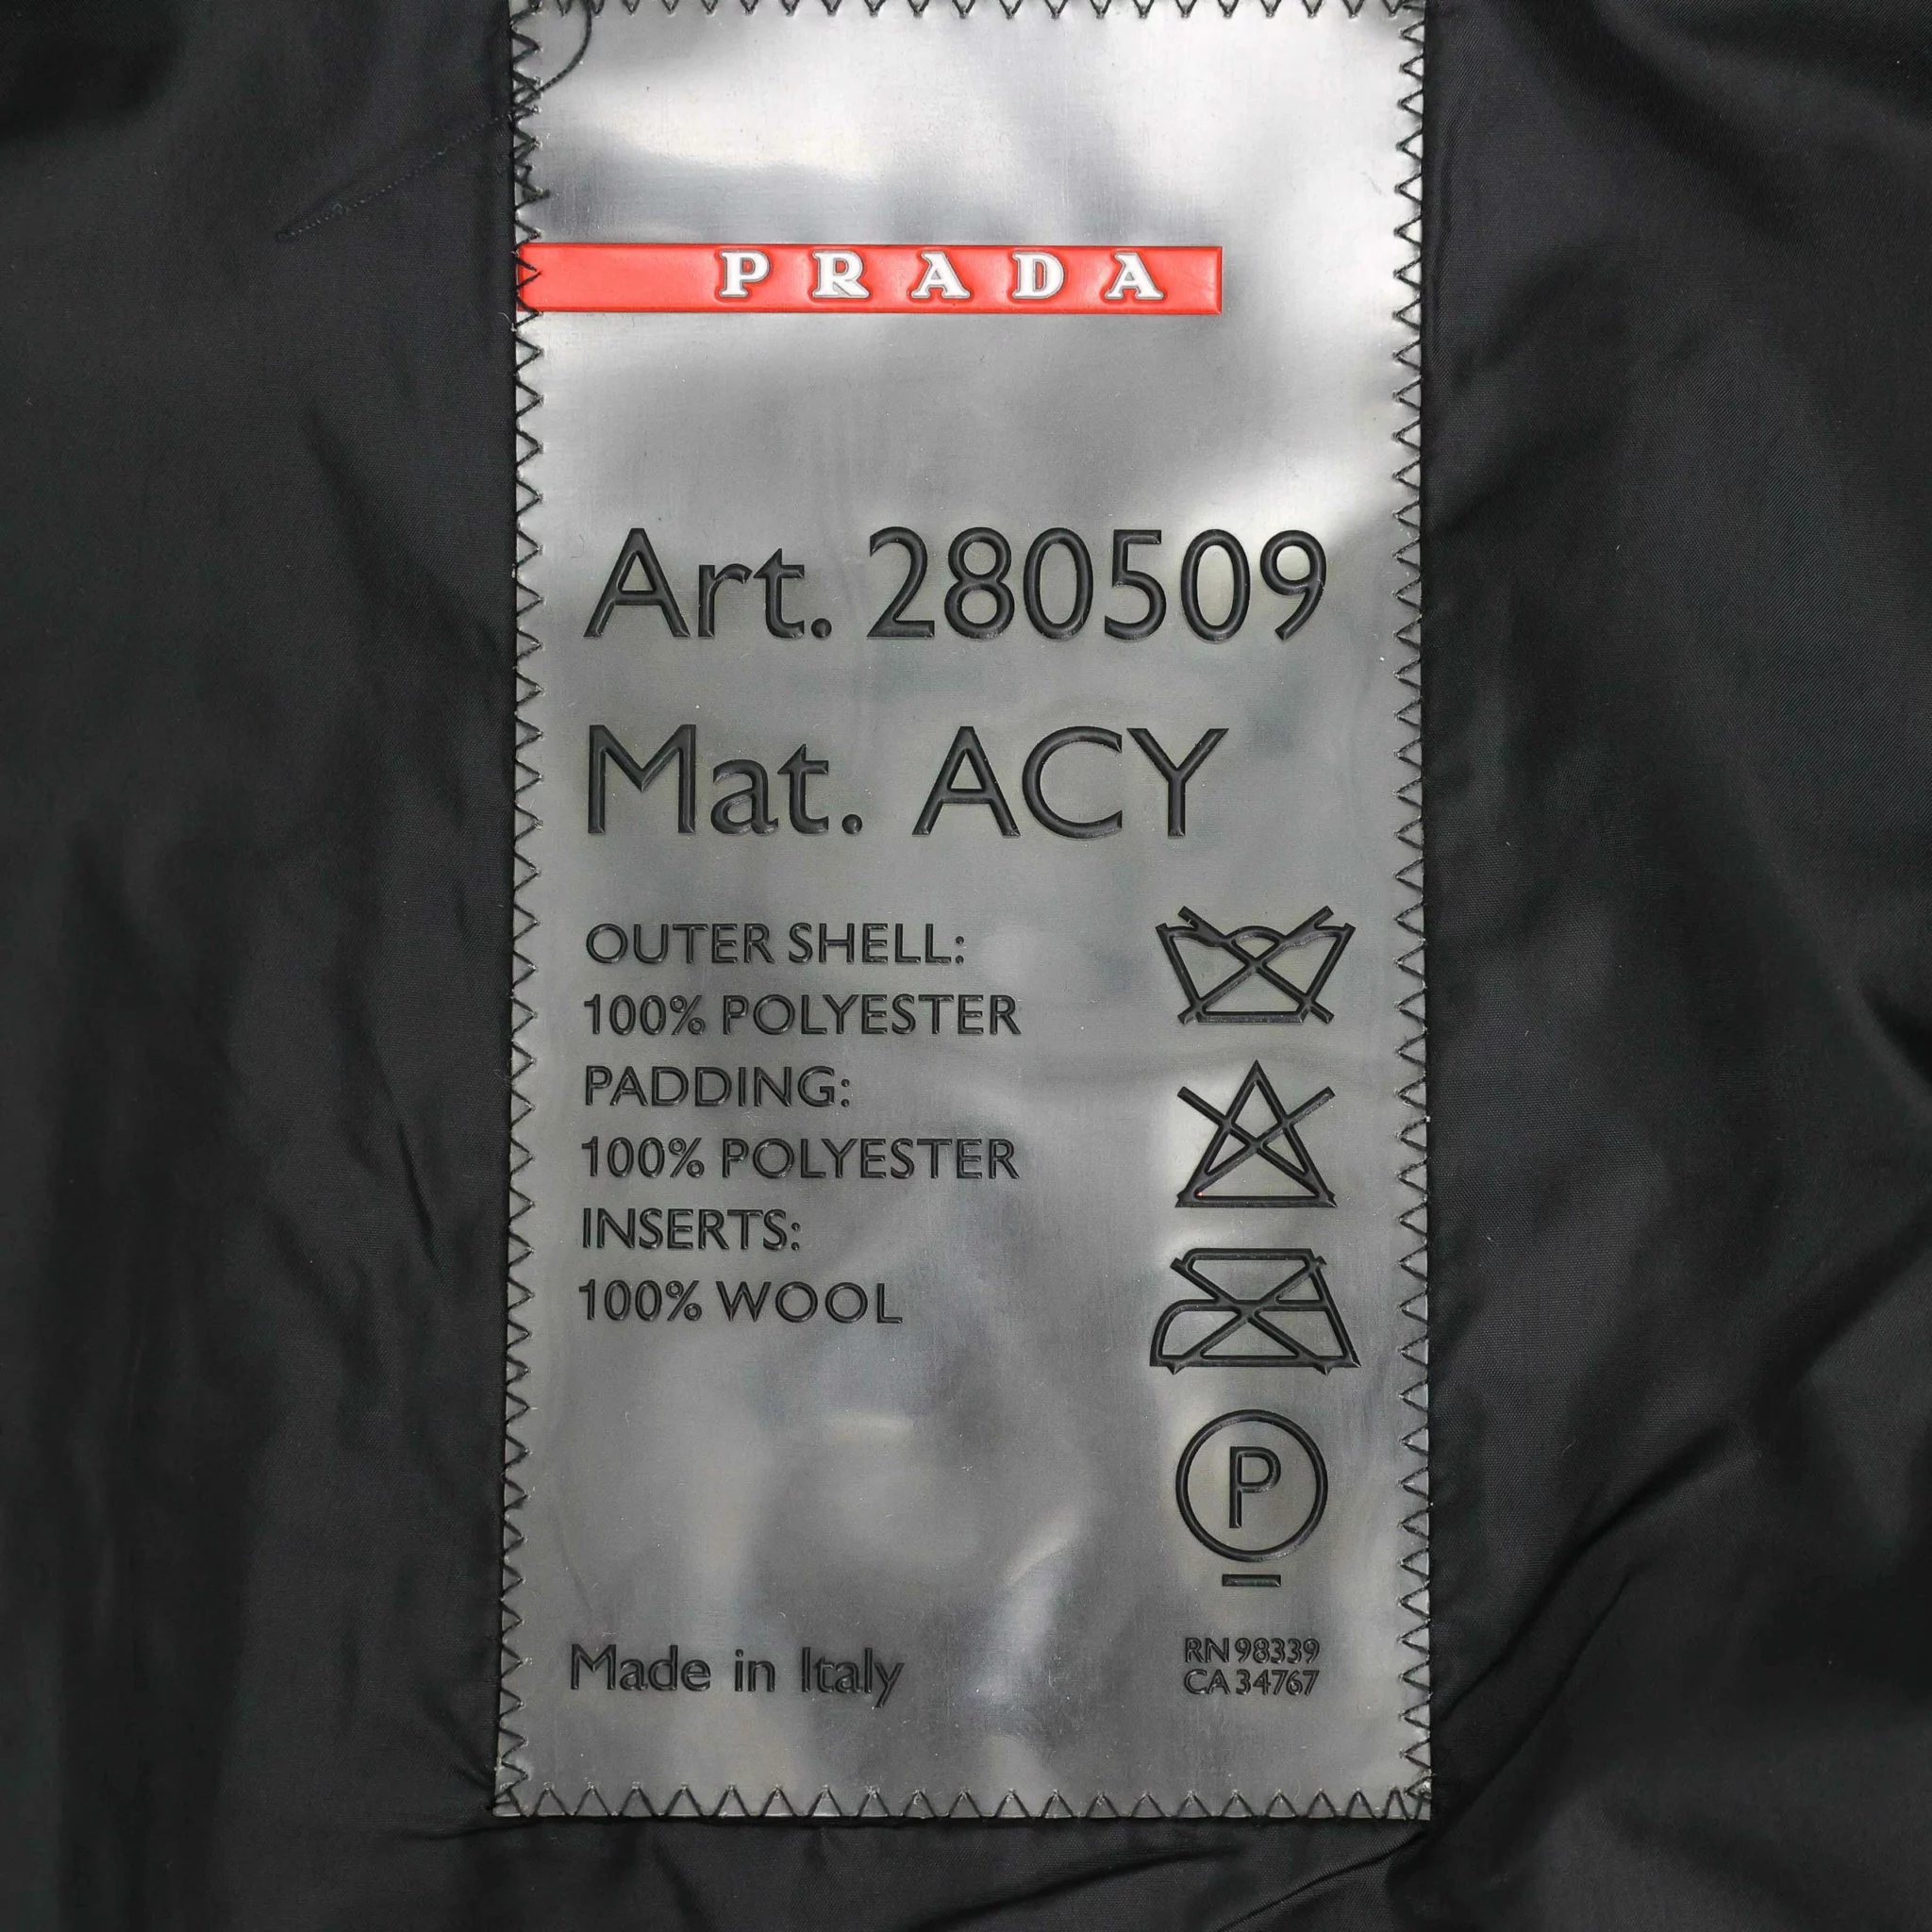 PRADA
Art. 280509
Mat. ACY
OUTER SHELL:
100% POLYESTER
PADDING:
100% POLYESTER
INSERTS:
100% WOOL
P
Made in Italy
RN 98339
CA 34767